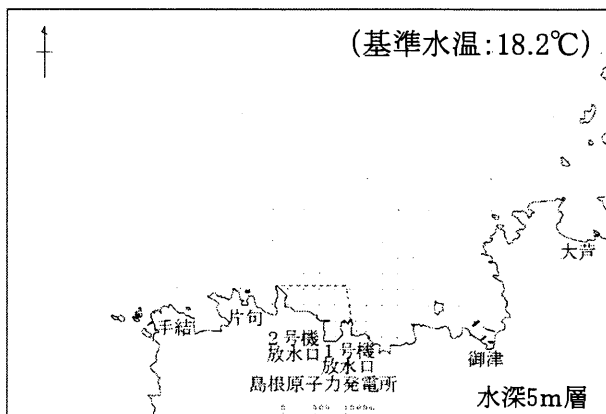 (基準水温:18.2℃)
大芦
手結
片句
2号機
放水口
1号機
放水口
御津
島根原子力発電所
水深5m層